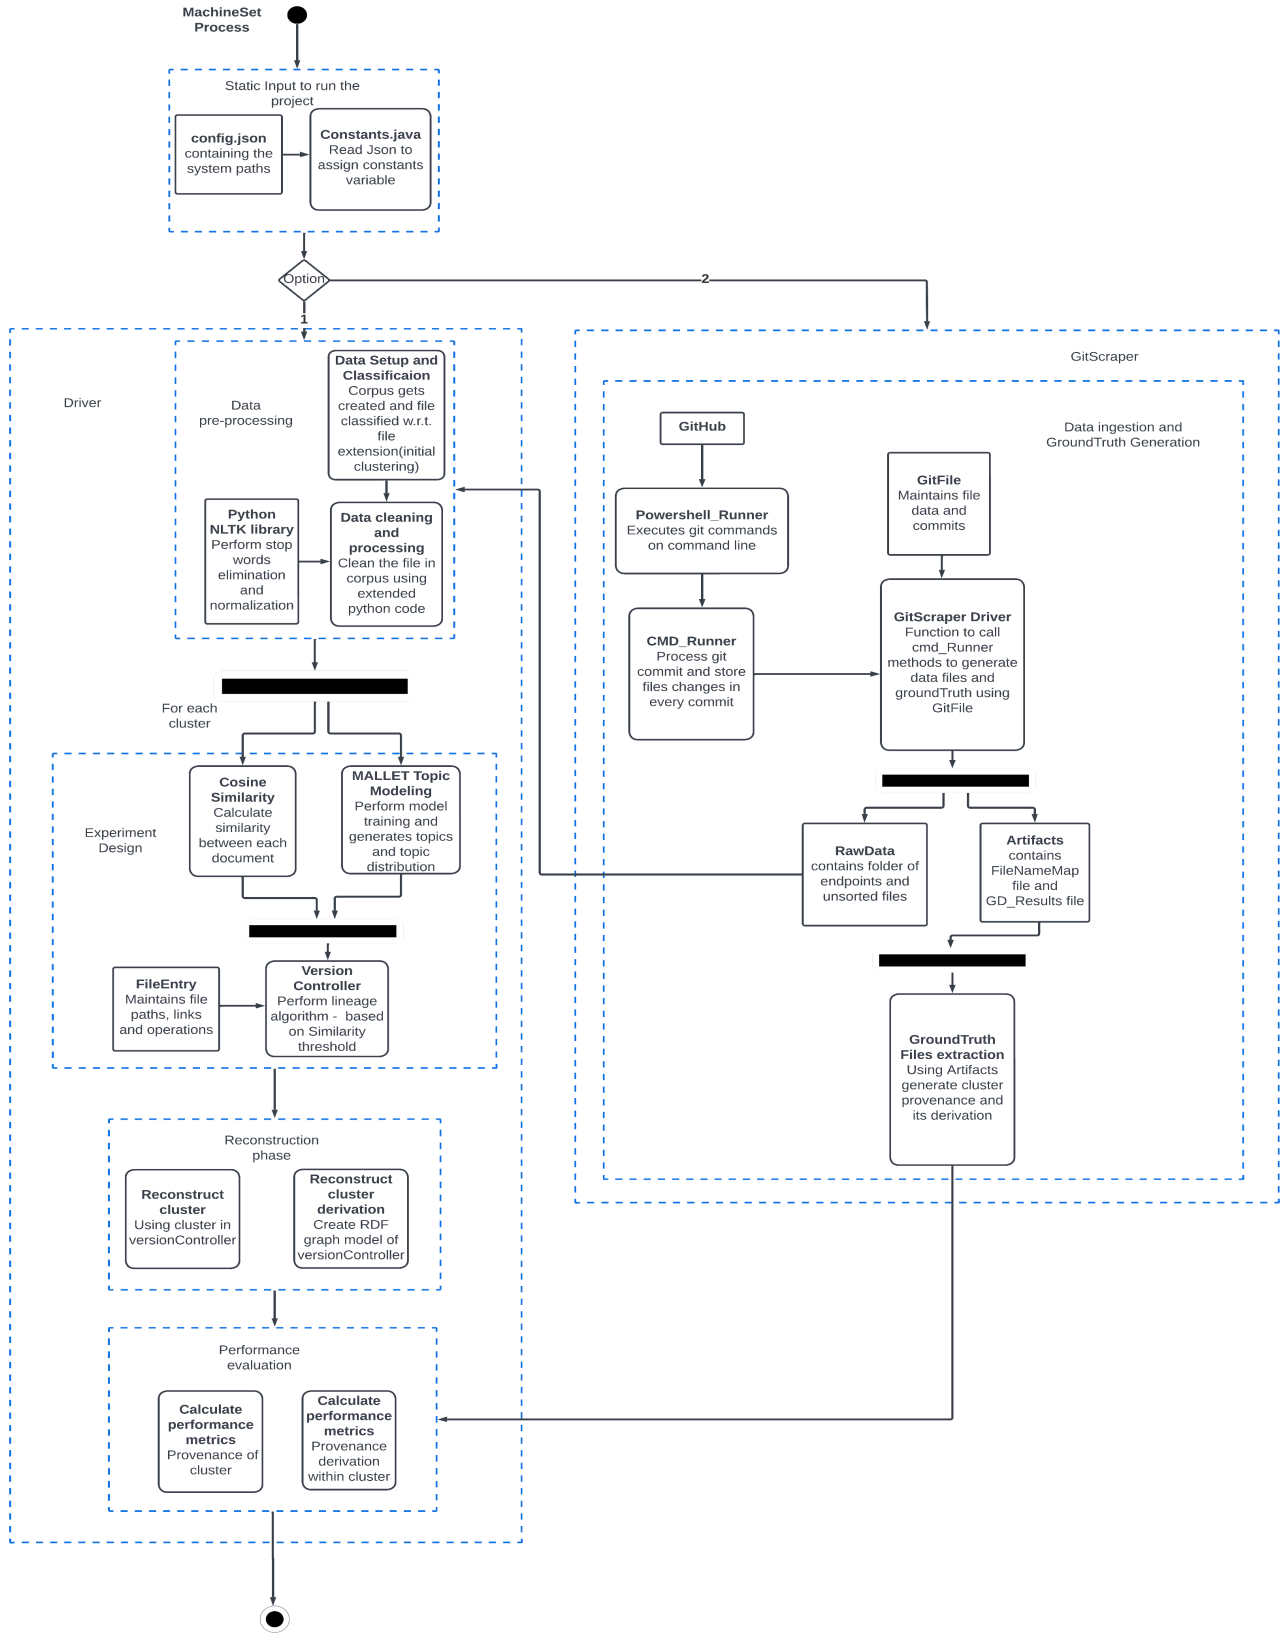 MachineSet
Process
Static Input to run the
project
config.json
containing the
system paths
Constants.java
Read Json to
assign constants
variable
Option
2
1
Driver
Data
pre-processing
Data Setup and
Classificaion
Corpus gets
created and file
classified w.r.t.
file
extension(initial
clustering)
Python
NLTK library
Perform stop
words
elimination
and
normalization
Data cleaning
and
processing
Clean the file in
corpus using
extended
python code
For each
cluster
Experiment
Design
Cosine
Similarity
Calculate
similarity
between each
document
MALLET Topic
Modeling
Perform model
training and
generates topics
and topic
distribution
FileEntry
Maintains file
paths, links
and operations
Version
Controller
Perform lineage
algorithm -  based
on Similarity
threshold
Reconstruction
phase
Reconstruct
cluster
Using cluster in
versionController
Reconstruct
cluster
derivation
Create RDF
graph model of
versionController
Performance
evaluation
Calculate
performance
metrics
Provenance of
cluster
Calculate
performance
metrics
Provenance
derivation
within cluster
GitScraper
Data ingestion and
GroundTruth Generation
GitHub
Powershell_Runner
Executes git commands
on command line
CMD_Runner
Process git
commit and store
files changes in
every commit
GitFile
Maintains file
data and
commits
GitScraper Driver
Function to call
cmd_Runner
methods to generate
data files and
groundTruth using
GitFile
RawData
contains folder of
endpoints and
unsorted files
Artifacts
contains
FileNameMap
file and
GD_Results file
GroundTruth
Files extraction
Using Artifacts
generate cluster
provenance and
its derivation